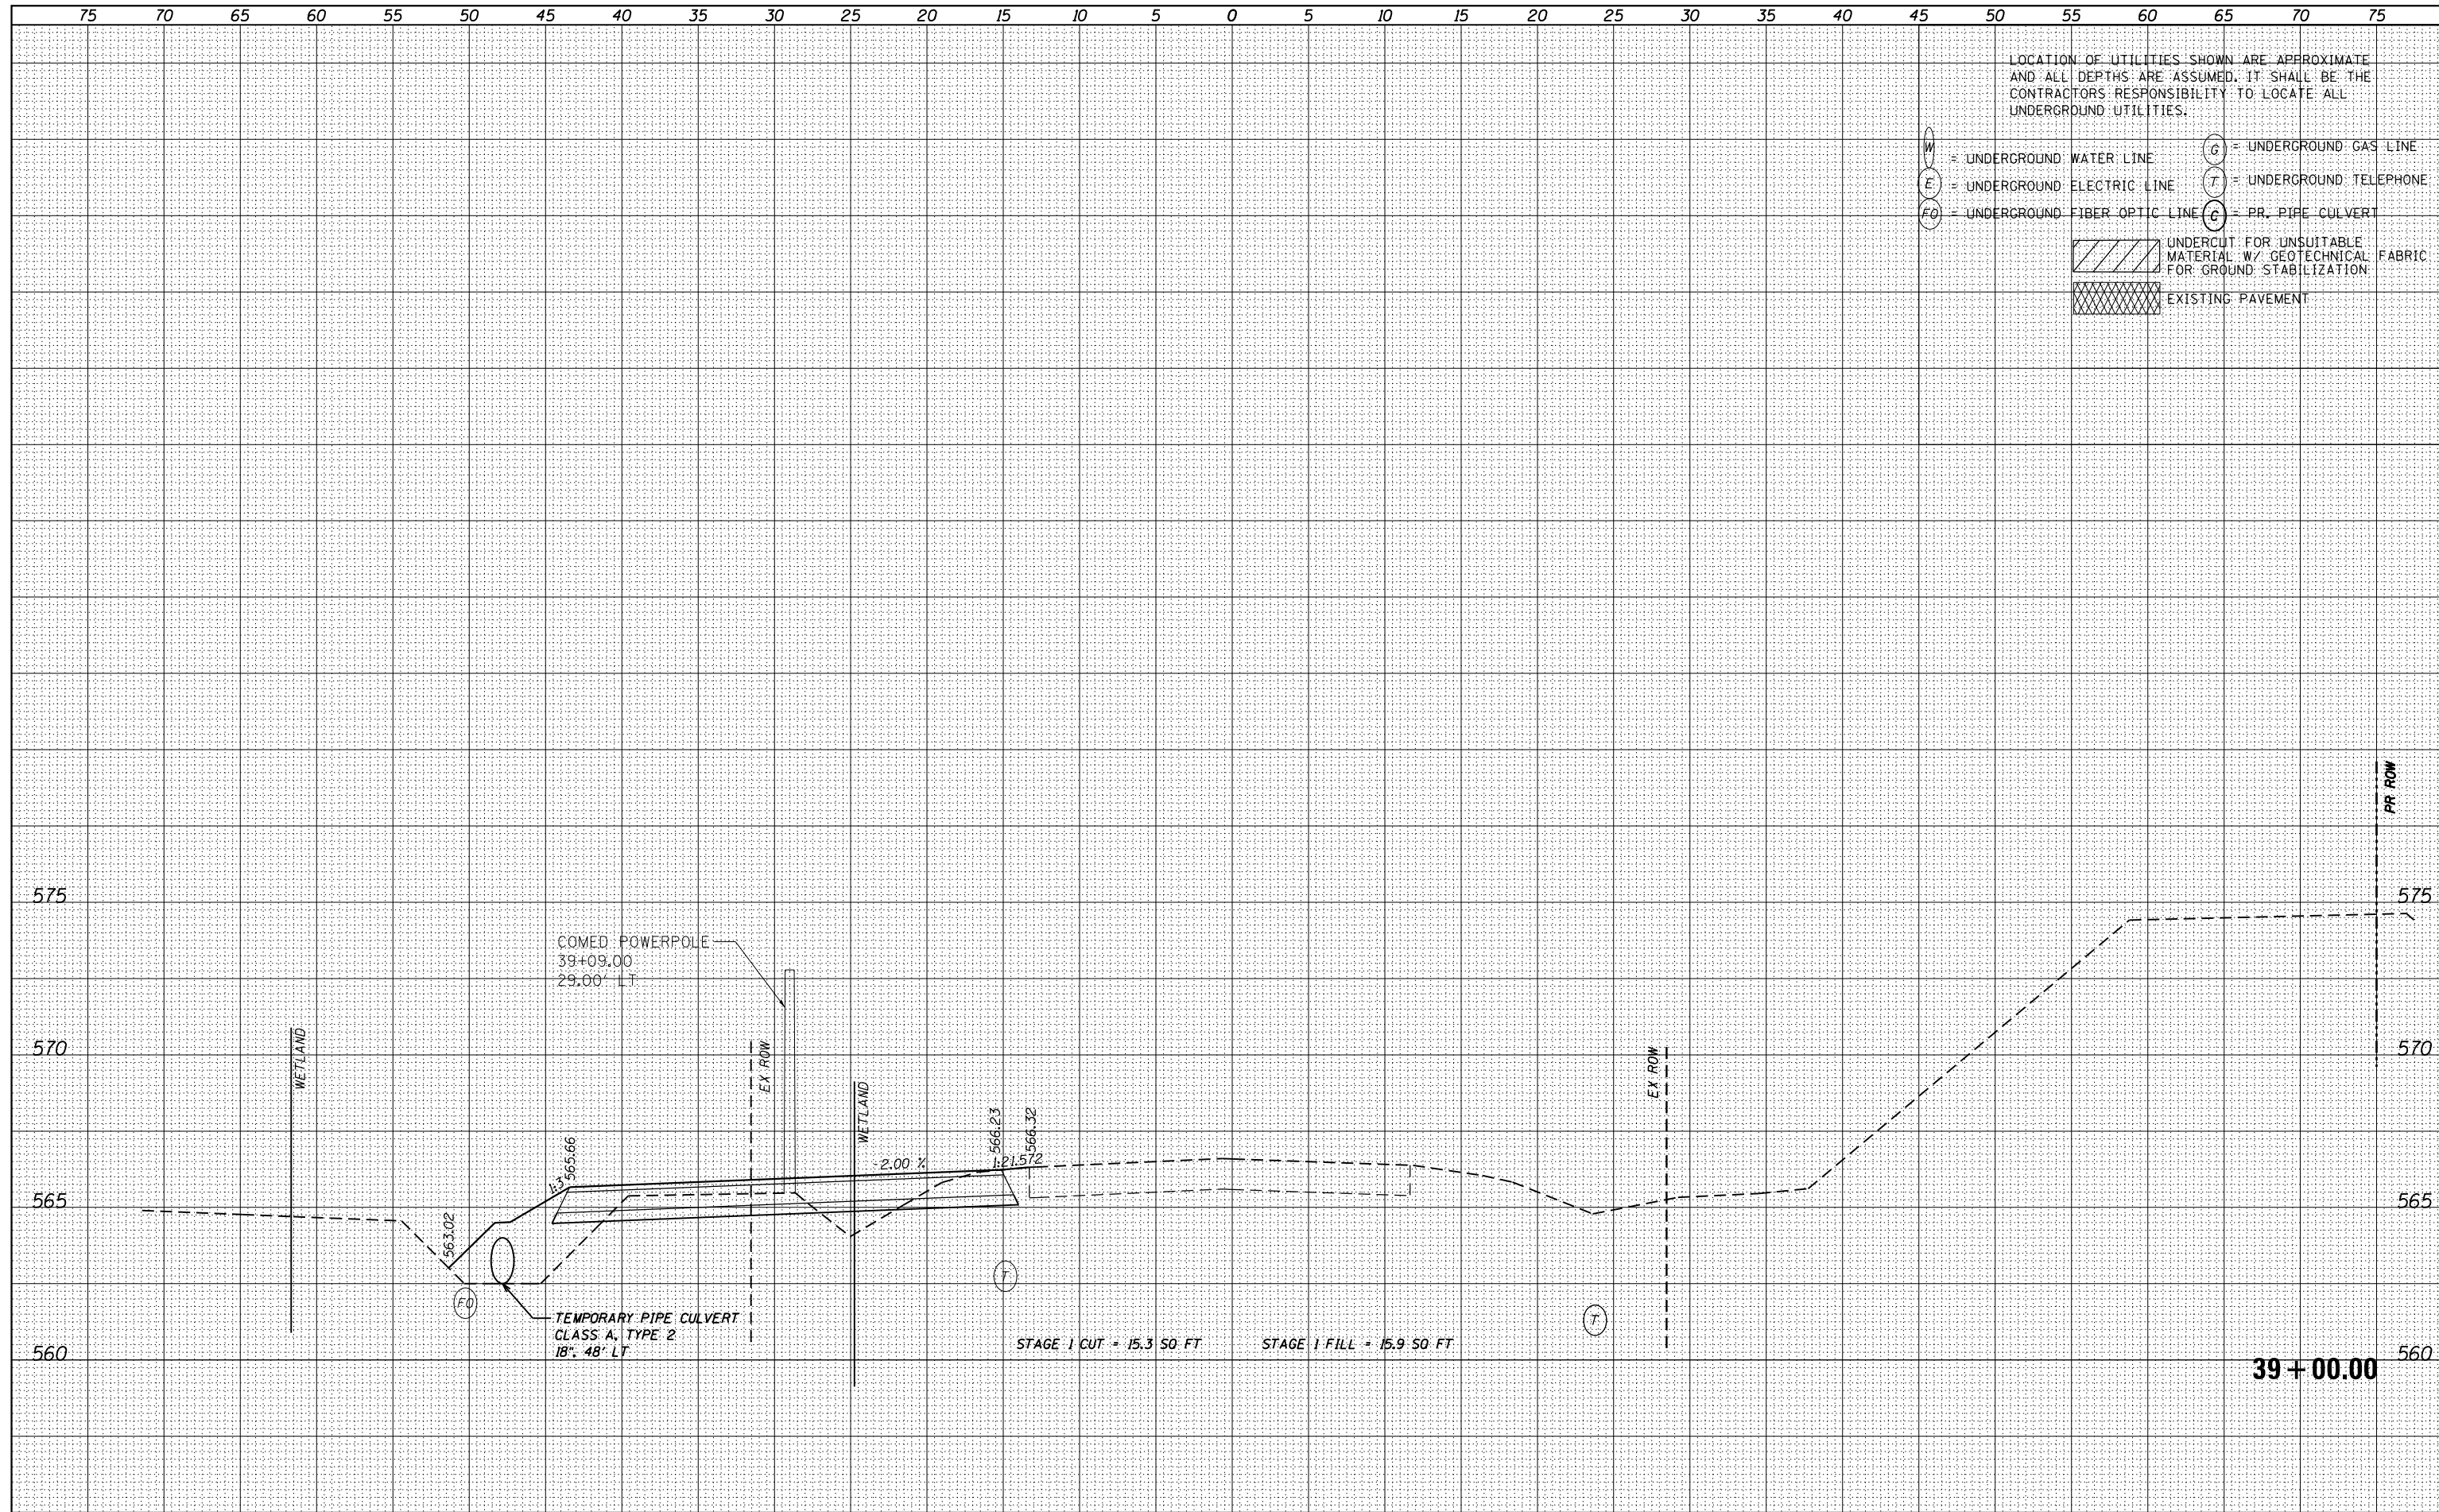 75 70 65 60 55 50 45 40 35 30 25 20 15 10 5 0 5 10 15 20 25 30 35 40 45 50 55 60 65 70 75
LOCATION OF UTILITIES SHOWN ARE APPROXIMATE
AND ALL DEPTHS ARE ASSUMED. IT SHALL BE THE
CONTRACTORS RESPONSIBILITY TO LOCATE ALL
UNDERGROUND UTILITIES.
W = UNDERGROUND WATER LINE
G = UNDERGROUND GAS LINE
E = UNDERGROUND ELECTRIC LINE
T = UNDERGROUND TELEPHONE
FO = UNDERGROUND FIBER OPTIC LINE
C = PR. PIPE CULVERT
UNDERCUT FOR UNSUITABLE
MATERIAL W/ GEOTECHNICAL FABRIC
FOR GROUND STABILIZATION
EXISTING PAVEMENT
PR ROW
575
575
COMED POWERPOLE
39+09.00
29.00' LT
570
570
WETLAND
EX ROW
WETLAND
EX ROW
566.23
566.32
565.66
1:3
-2.00 %
1:21.572
565
565
563.02
FO
T
T
TEMPORARY PIPE CULVERT
CLASS A, TYPE 2
18", 48' LT
STAGE 1 CUT = 15.3 SQ FT
STAGE 1 FILL = 15.9 SQ FT
560
560
39+00.00